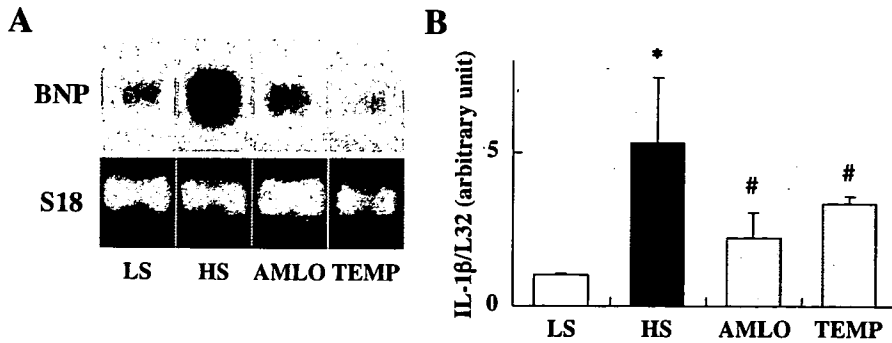 A
BNP
S18
LS HS AMLO TEMP
B
IL-1β/L32 (arbitrary unit)
5
0
*
#
#
LS HS AMLO TEMP